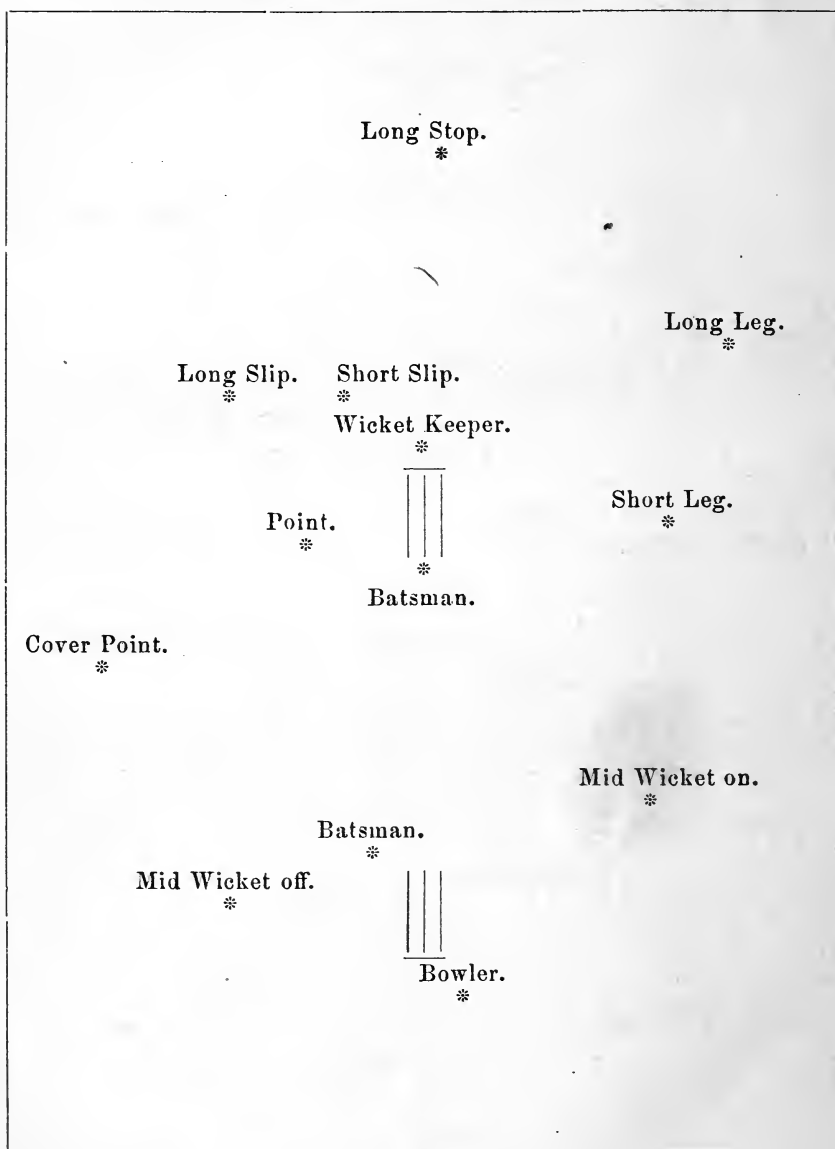 Long Stop.
Long Leg.
Long Slip. Short Slip.
Wicket Keeper.
Short Leg.
Point.
Batsman.
Cover Point.
Mid Wicket on.
Batsman.
Mid Wicket off.
Bowler.